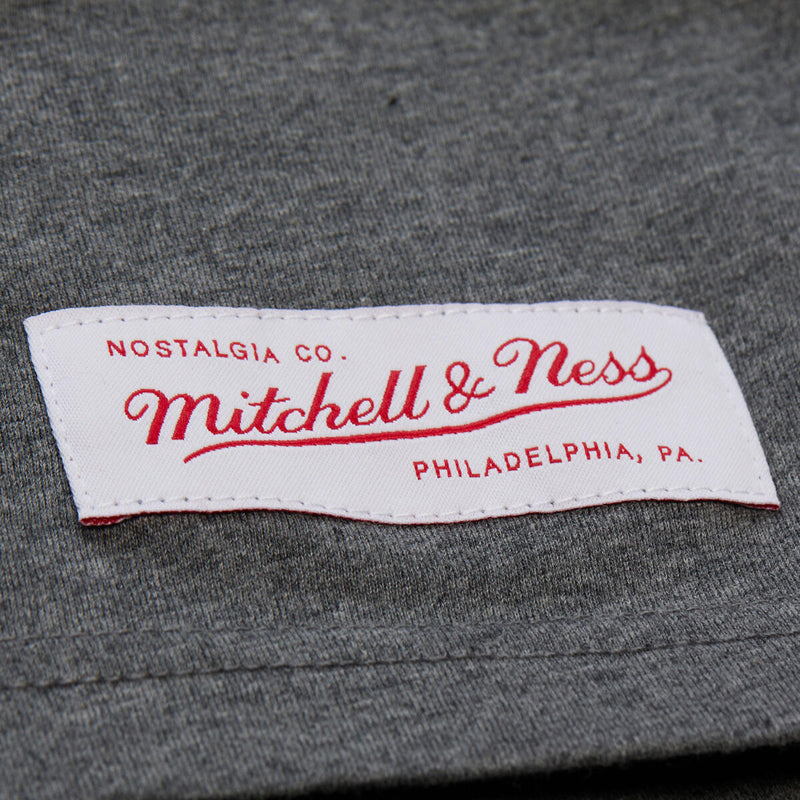 NOSTALGIA CO.
Mitchell & Ness
PHILADELPHIA, PA.